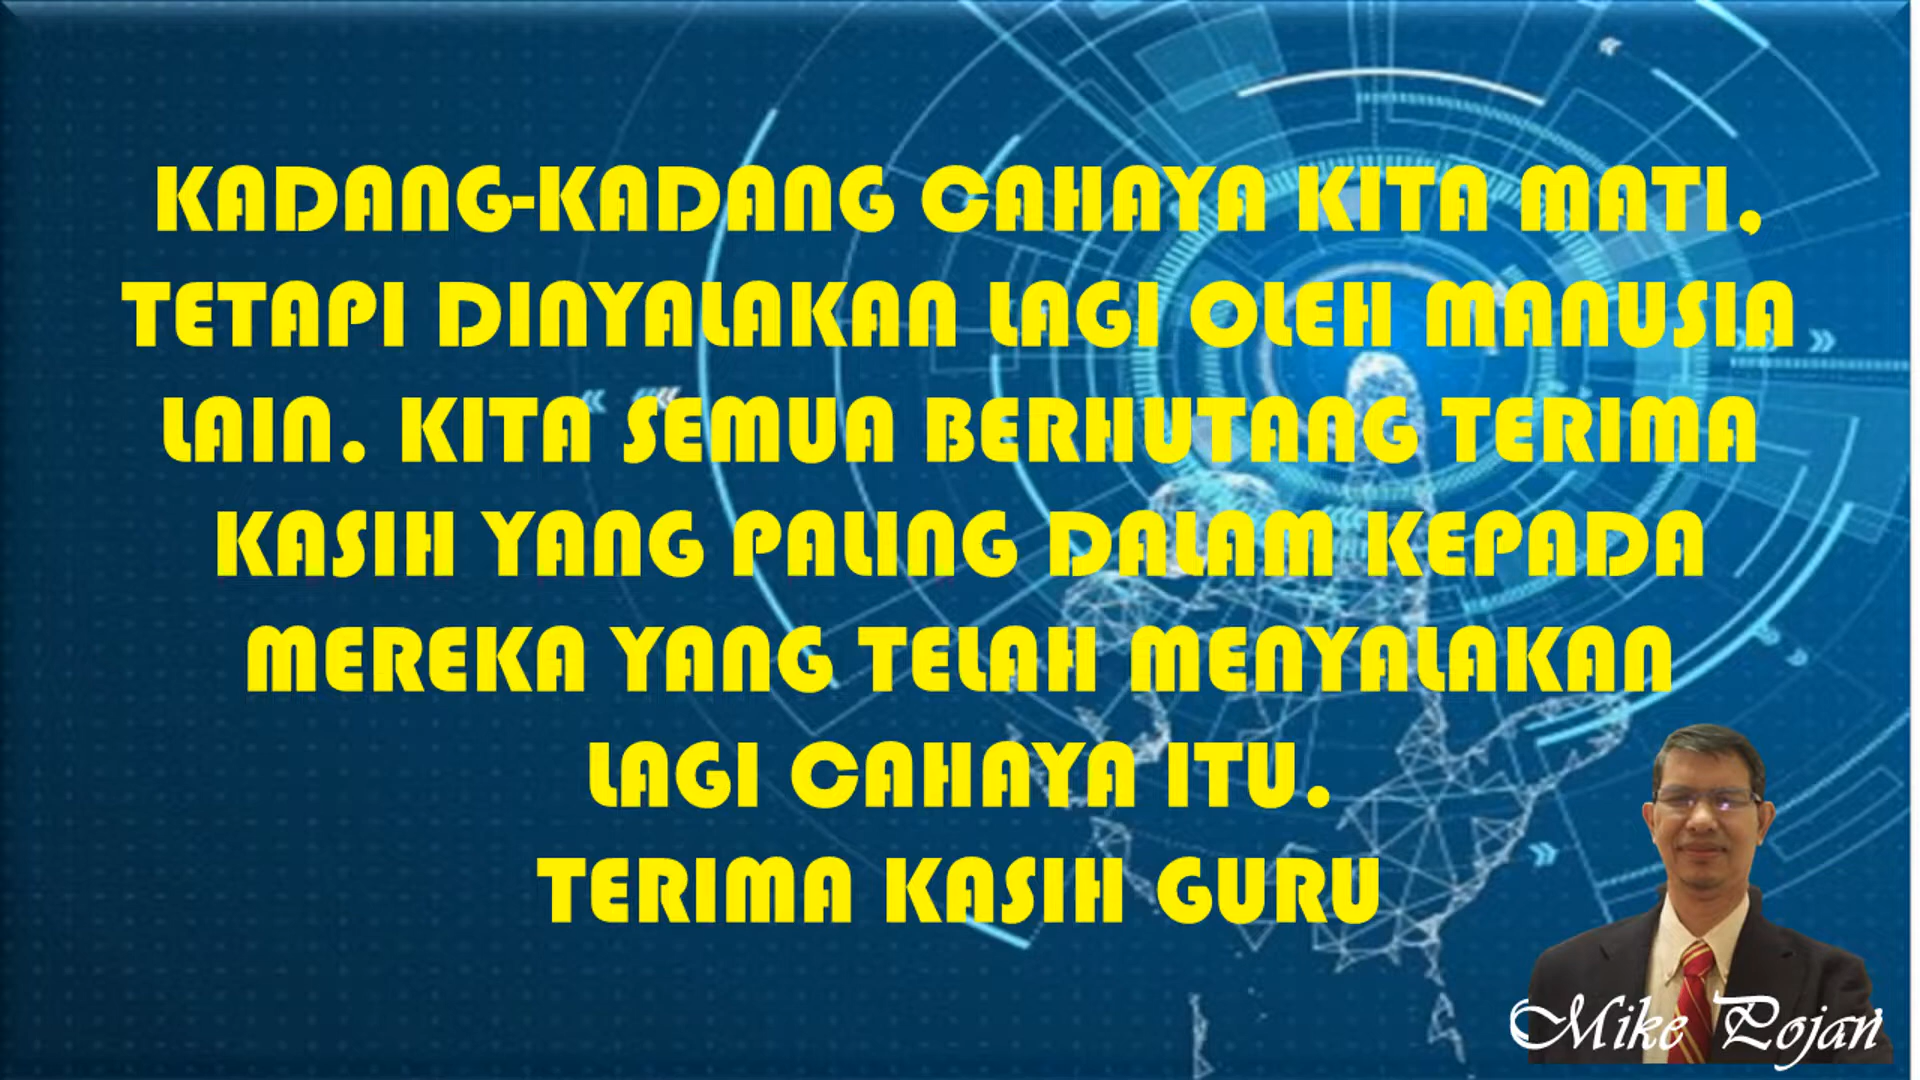 KADANG-KADANG CAHAYA KITA MATI,
TETAPI DINYALAKAN LAGI OLEH MANUSIA
LAIN. KITA SEMUA BERHUTANG TERIMA
KASIH YANG PALING DALAM KEPADA
MEREKA YANG TELAH MENYALAKAN
LAGI CAHAYA ITU.
TERIMA KASIH GURU
Mike Pojan